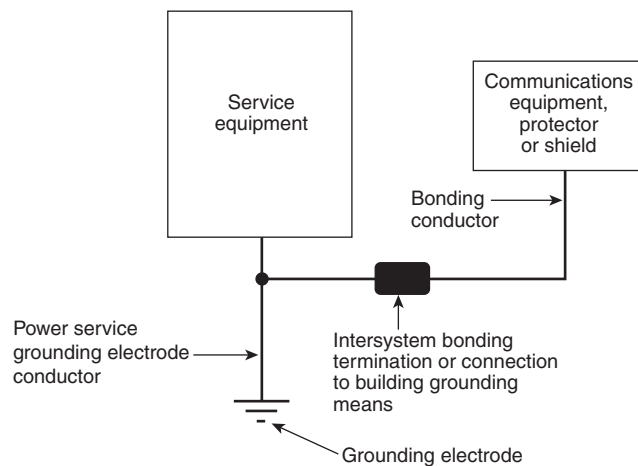 Service
equipment
Communications
equipment,
protector
or shield
Bonding
conductor
Power service
grounding electrode
conductor
Intersystem bonding
termination or connection
to building grounding
means
Grounding electrode